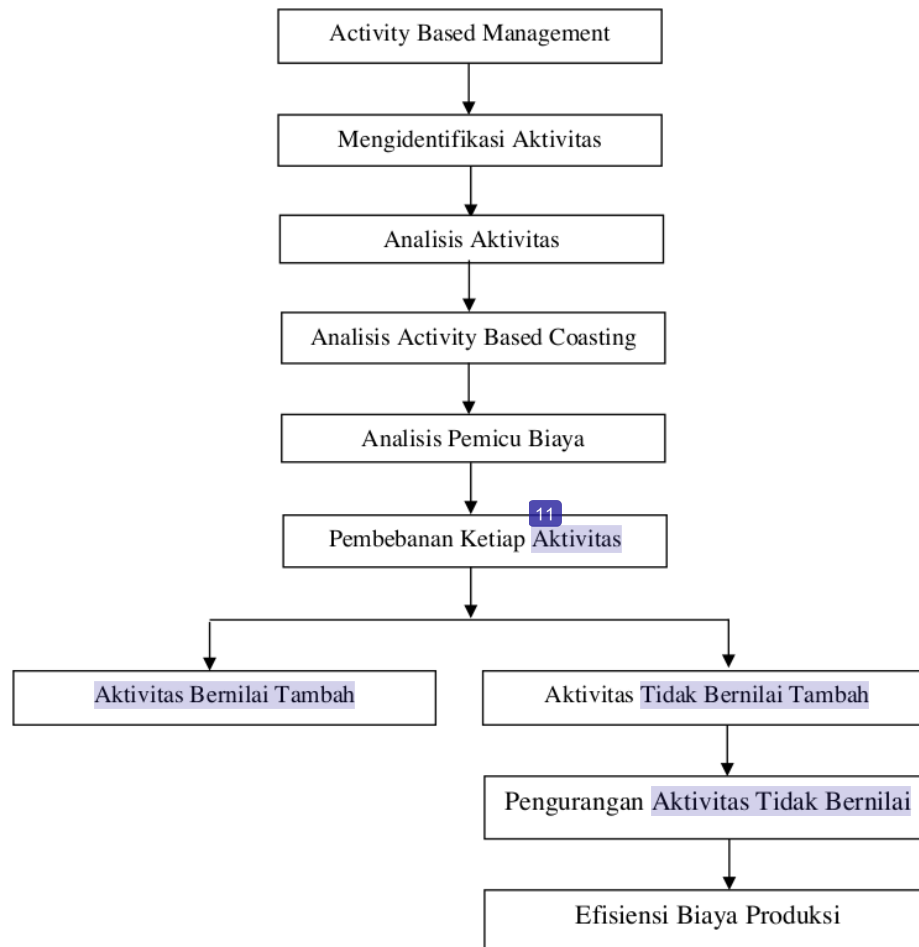 Activity Based Management
Mengidentifikasi Aktivitas
Analisis Aktivitas
Analisis Activity Based Coasting
Analisis Pemicu Biaya
11
Pembebanan Ketiap Aktivitas
Aktivitas Bernilai Tambah
Aktivitas Tidak Bernilai Tambah
Pengurangan Aktivitas Tidak Bernilai
Efisiensi Biaya Produksi